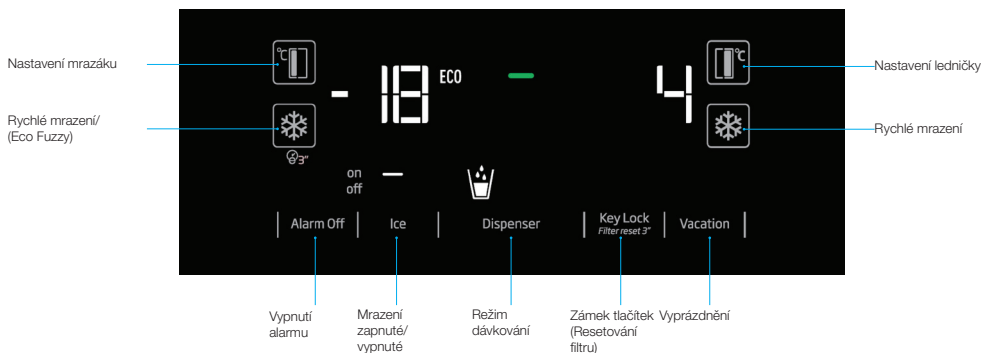 Nastavení mrazáku
°C
- 18
ECO
4
°C
Nastavení ledničky
Rychlé mrazení/
(Eco Fuzzy)
3"
Rychlé mrazení
on
off
Alarm Off
Ice
Dispenser
Key Lock
Filter reset 3"
Vacation
Vypnutí
alarmu
Mrazení
zapnuté/
vypnuté
Režim
dávkování
Zámek tlačítek
(Resetování
filtru)
Vyprázdnění